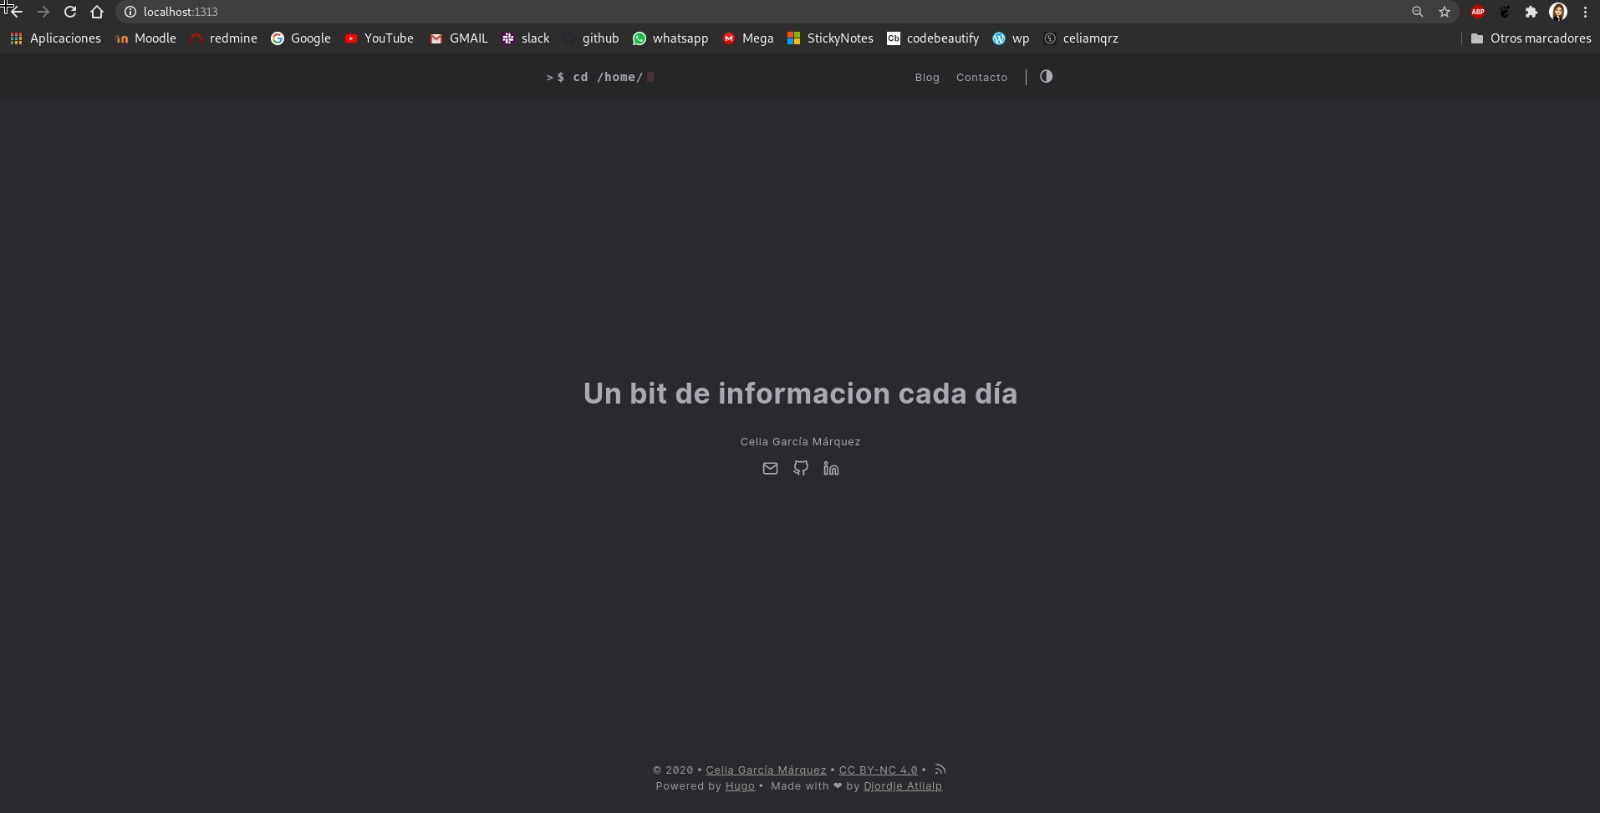 localhost:1313
ABP
Aplicaciones Moodle redmine Google YouTube GMAIL slack github whatsapp Mega StickyNotes Cb codebeautify wp celiamqrz Otros marcadores
>$ cd /home/ Blog Contacto
Un bit de informacion cada día
Celia García Márquez
© 2020 • Celia García Márquez • CC BY-NC 4.0 •
Powered by Hugo • Made with ❤ by Djordje Atlialp